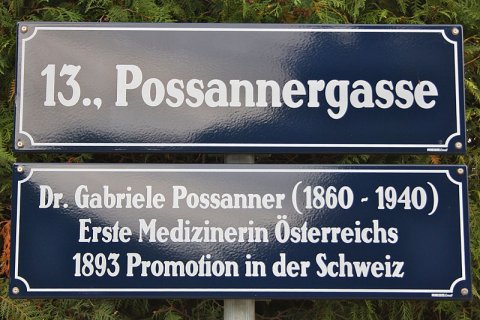 13., Possannergasse
Dr. Gabriele Possanner (1860 - 1940)
Erste Medizinerin Österreichs
1893 Promotion in der Schweiz